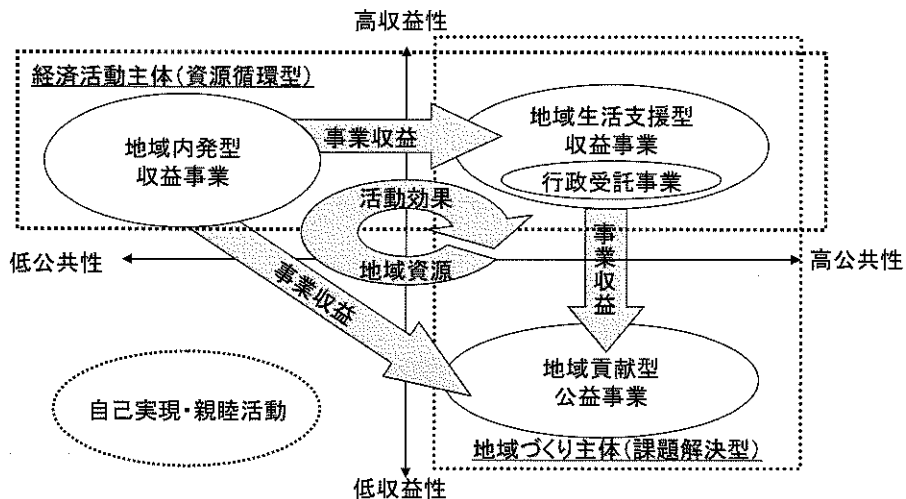 高収益性
経済活動主体(資源循環型)
地域内発型
収益事業
事業収益
地域生活支援型
収益事業
行政受託事業
活動効果
地域資源
低公共性
高公共性
事業収益
事業収益
地域貢献型
公益事業
自己実現・親睦活動
地域づくり主体(課題解決型)
低収益性